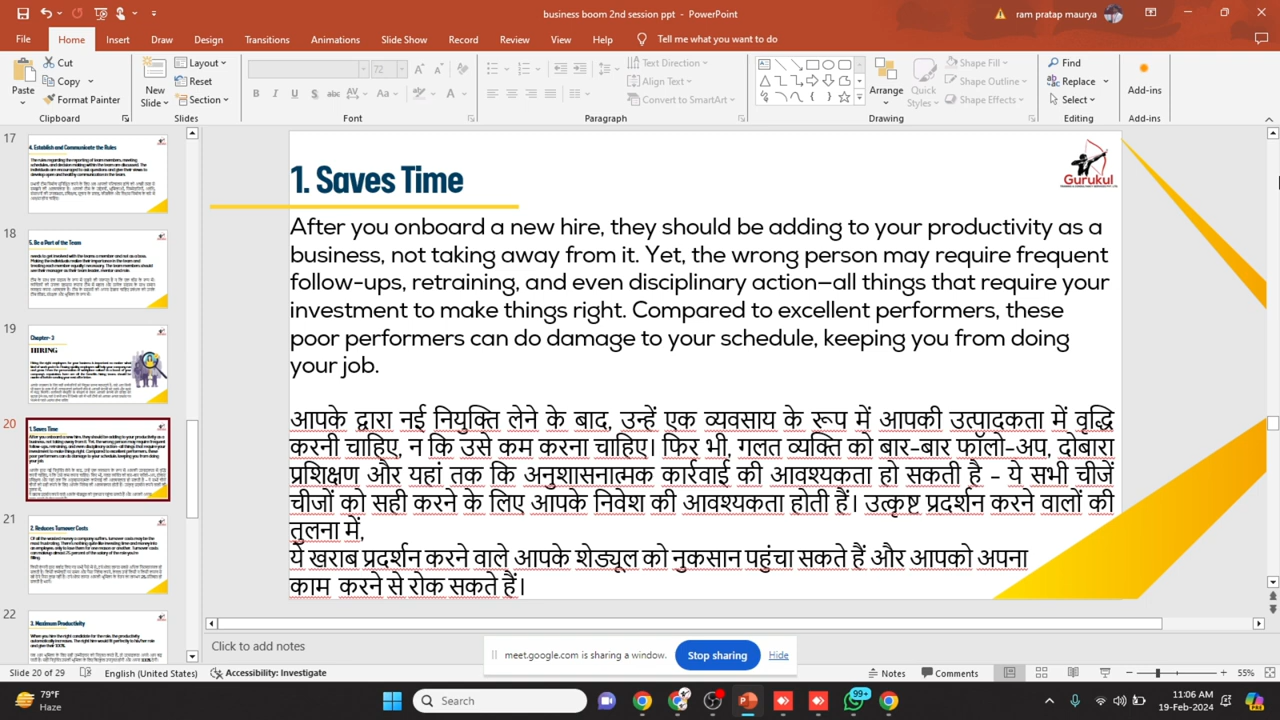 business boom 2nd session ppt - PowerPoint
ram prapat maurya
File Home Insert Draw Design Transitions Animations Slide Show Record Review View Help Tell me what you want to do
Paste
Cut
Copy
Format Painter
Clipboard
New Slide
Layout
Reset
Section
Slides
72
Font
Text Direction
Align Text
Convert to SmartArt
Paragraph
Arrange
Quick Styles
Shape Fill
Shape Outline
Shape Effects
Drawing
Find
Replace
Select
Editing
Add-ins
Add-ins
17
4. Establish and Communicate the Rules
18
5. Be a Part of the Team
19
Chapter-3
HIRING
20
1. Saves Time
21
2. Reduces Turnover Costs
22
3. Maximum Productivity
1. Saves Time
Gurukul
After you onboard a new hire, they should be adding to your productivity as a
business, not taking away from it. Yet, the wrong person may require frequent
follow-ups, retraining, and even disciplinary action—all things that require your
investment to make things right. Compared to excellent performers, these
poor performers can do damage to your schedule, keeping you from doing
your job.
आपके द्वारा नई नियुक्ति लेने के बाद, उन्हें एक व्यवसाय के रूप में आपकी उत्पादकता में वृद्धि
करनी चाहिए, न कि उसे कम करना चाहिए। फिर भी, गलत व्यक्ति को बार-बार फॉलो-अप, दोबारा
प्रशिक्षण और यहां तक कि अनुशासनात्मक कार्रवाई की आवश्यकता हो सकती है - ये सभी चीजें
चीजों को सही करने के लिए आपके निवेश की आवश्यकता होती हैं। उत्कृष्ट प्रदर्शन करने वालों की
तुलना में,
ये खराब प्रदर्शन करने वाले आपके शेड्यूल को नुकसान पहुंचा सकते हैं और आपको अपना
काम करने से रोक सकते हैं।
Click to add notes
meet.google.com is sharing a window. Stop sharing Hide
Slide 20 of 29 English (United States) Accessibility: Investigate Notes Comments 55%
79°F
Haze
Search
99+
11:06 AM
19-Feb-2024